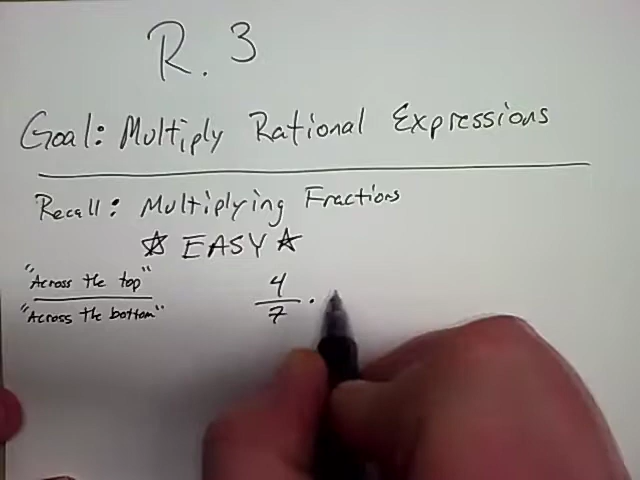 R. 3
Goal: Multiply Rational Expressions
Recall: Multiplying Fractions
☆ EASY ☆
"Across the top"
"Across the bottom"
4
7 ·